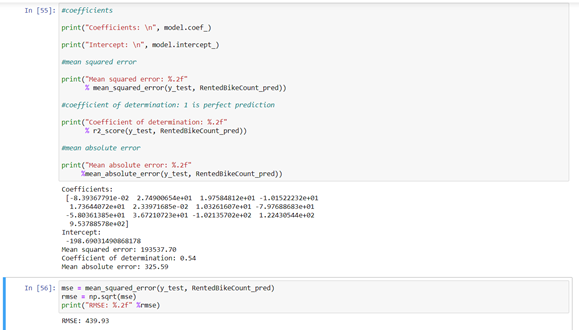 In [55]: #coefficients
print("Coefficients: \n", model.coef_)
print("Intercept: \n", model.intercept_)
#mean squared error
print("Mean squared error: %.2f"
% mean_squared_error(y_test, RentedBikeCount_pred))
#coefficient of determination: 1 is perfect prediction
print("Coefficient of determination: %.2f"
% r2_score(y_test, RentedBikeCount_pred))
#mean absolute error
print("Mean absolute error: %.2f"
%mean_absolute_error(y_test, RentedBikeCount_pred))
Coefficients:
[-8.39367791e-02 2.74900654e+01 1.97584812e+01 -1.01522232e+01
1.73644072e+01 2.33971685e-02 1.03261607e+01 -7.97688683e+01
-5.80361385e+01 3.67210723e+01 -1.02135702e+02 1.22430544e+02
9.53788578e+02]
Intercept:
-198.69031490868178
Mean squared error: 193537.70
Coefficient of determination: 0.54
Mean absolute error: 325.59
In [56]: mse = mean_squared_error(y_test, RentedBikeCount_pred)
rmse = np.sqrt(mse)
print("RMSE: %.2f" %rmse)
RMSE: 439.93